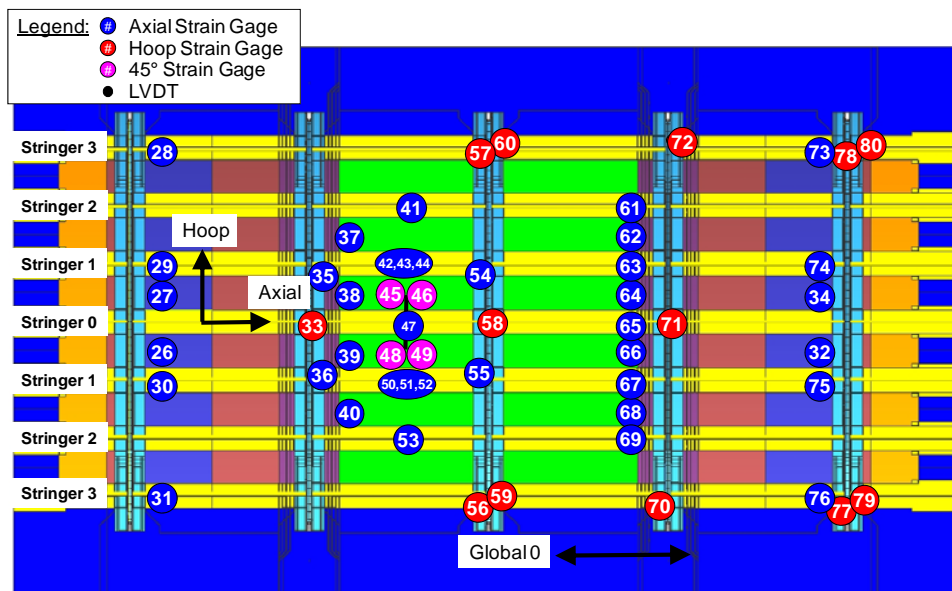 Legend: # Axial Strain Gage
# Hoop Strain Gage
# 45° Strain Gage
LVDT
Stringer 3 28 57 60 72 73 78 80
Stringer 2 41 61
37 62
Hoop
Stringer 1 29 35 42,43,44 54 63 74
Axial
27 38 45 46 64 34
Stringer 0 33 47 58 65 71
26 39 48 49 66 32
Stringer 1 30 36 50,51,52 55 67 75
40 68
Stringer 2 53 69
Stringer 3 31 56 59 70 76 77 79
Global 0